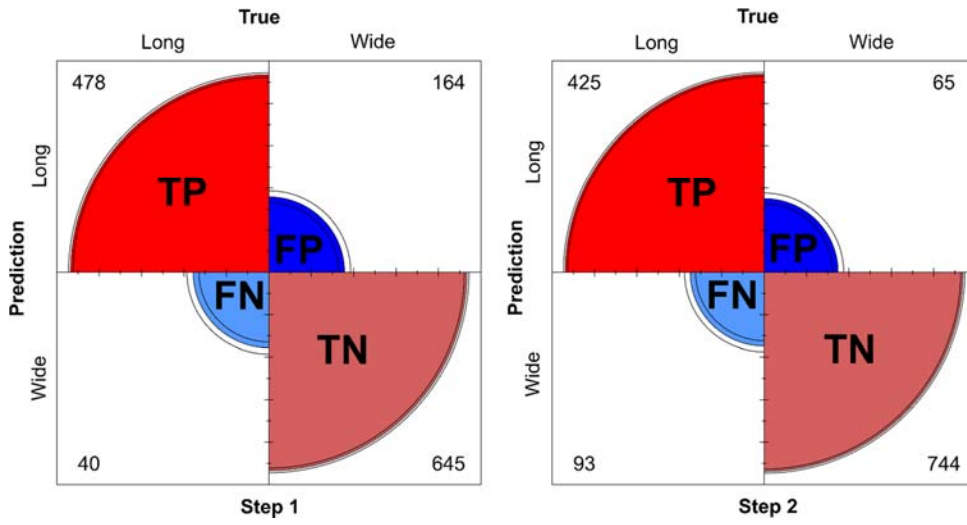 True
Long Wide
478 164
Long
TP
FP
Prediction
FN
TN
Wide
40 645
Step 1
True
Long Wide
425 65
Long
TP
FP
Prediction
FN
TN
Wide
93 744
Step 2